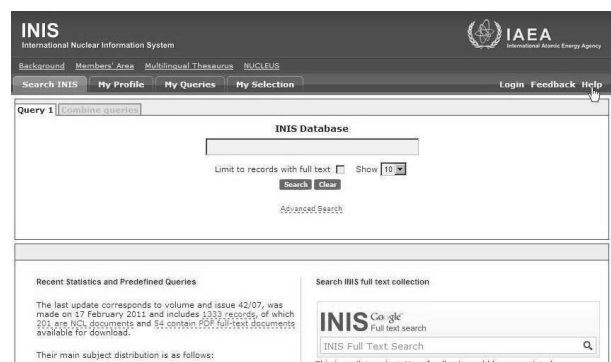 INIS
International Nuclear Information System
IAEA
International Atomic Energy Agency
Background Members' Area Multilingual Thesaurus NUCLEUS
Search INIS My Profile My Queries My Selection Login Feedback Help
Query 1 Combine queries
INIS Database
Limit to records with full text Show 10
Search Clear
Advanced Search
Recent Statistics and Predefined Queries
The last update corresponds to volume and issue 42/07, was
made on 17 February 2011 and includes 1333 records, of which
201 are NCL documents and 54 contain PDF full-text documents
available for download.
Their main subject distribution is as follows:
Search INIS full text collection
INIS Google
Full text search
INIS Full Text Search